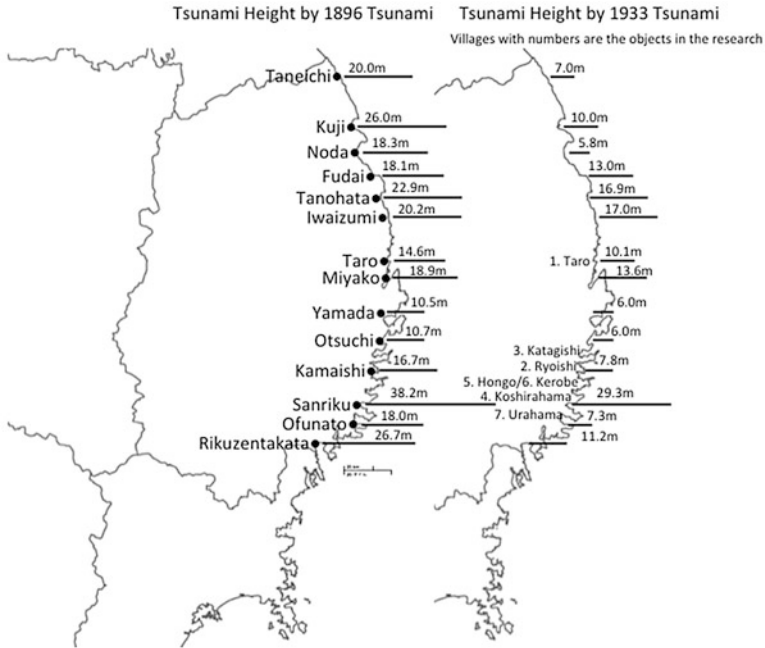 Tsunami Height by 1896 Tsunami
Taneichi 20.0m
Kuji 26.0m
Noda 18.3m
Fudai 18.1m
Tanohata 22.9m
Iwaizumi 20.2m
Taro 14.6m
Miyako 18.9m
Yamada 10.5m
Otsuchi 10.7m
Kamaishi 16.7m
Sanriku 38.2m
Ofunato 18.0m
Rikuzentakata 26.7m
Tsunami Height by 1933 Tsunami
Villages with numbers are the objects in the research
7.0m
10.0m
5.8m
13.0m
16.9m
17.0m
1. Taro 10.1m
13.6m
6.0m
6.0m
3. Katagishi
2. Ryoishi 7.8m
5. Hongo/6. Kerobe
4. Koshirahama 29.3m
7. Urahama 7.3m
11.2m